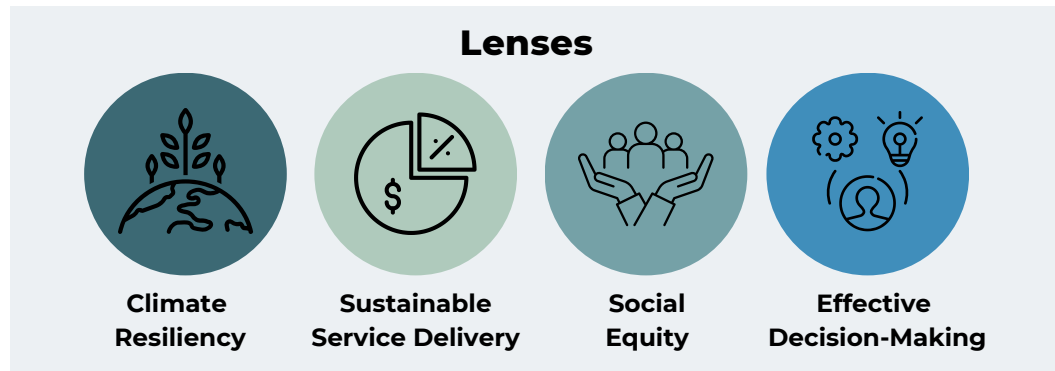 Lenses
Climate
Resiliency
Sustainable
Service Delivery
Social
Equity
Effective
Decision-Making
$
%